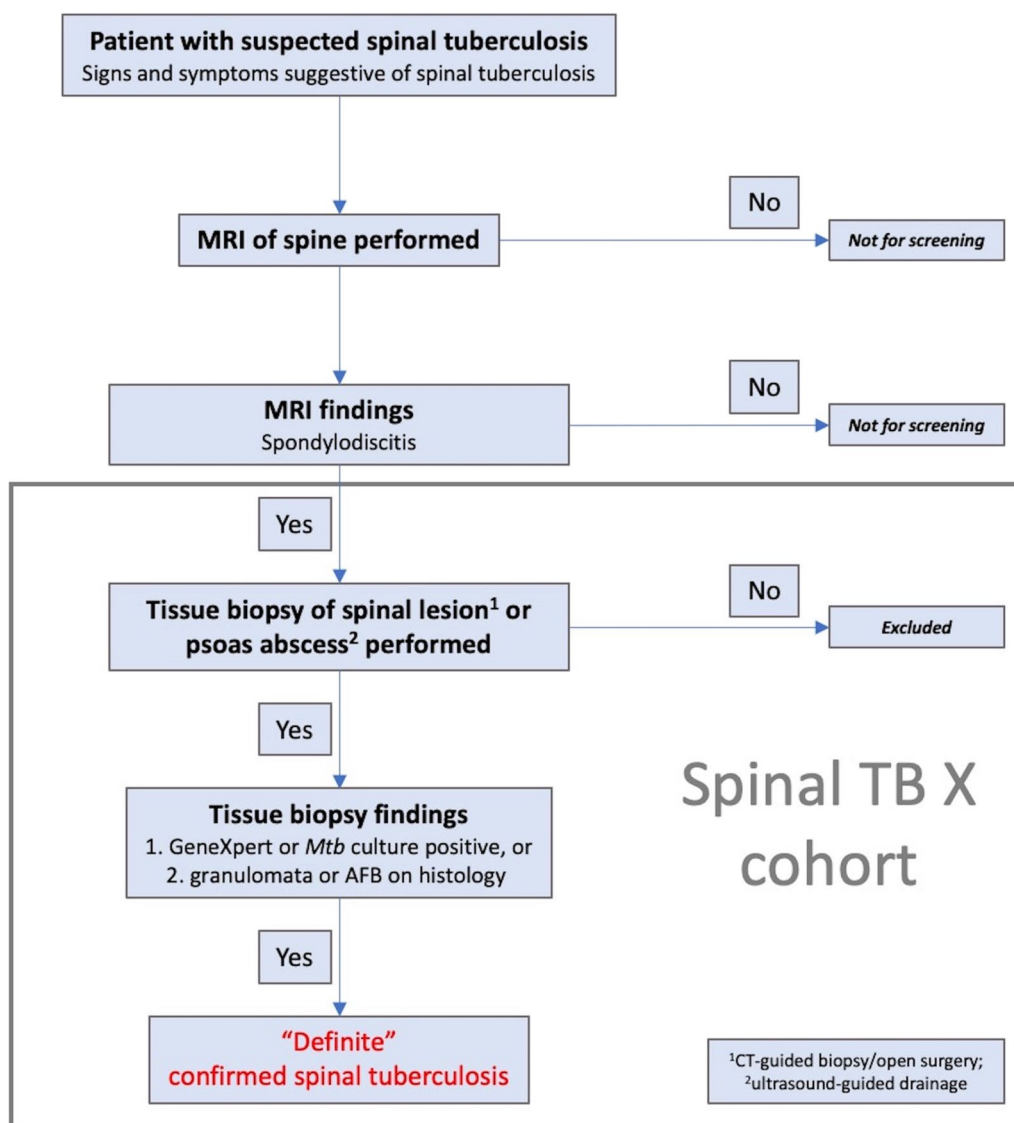 Patient with suspected spinal tuberculosis
Signs and symptoms suggestive of spinal tuberculosis
No
MRI of spine performed
Not for screening
No
MRI findings
Spondylodiscitis
Not for screening
Yes
No
Tissue biopsy of spinal lesion¹ or
psoas abscess² performed
Excluded
Yes
Spinal TB X
cohort
Tissue biopsy findings
1. GeneXpert or Mtb culture positive, or
2. granulomata or AFB on histology
Yes
“Definite”
confirmed spinal tuberculosis
¹CT-guided biopsy/open surgery;
²ultrasound-guided drainage